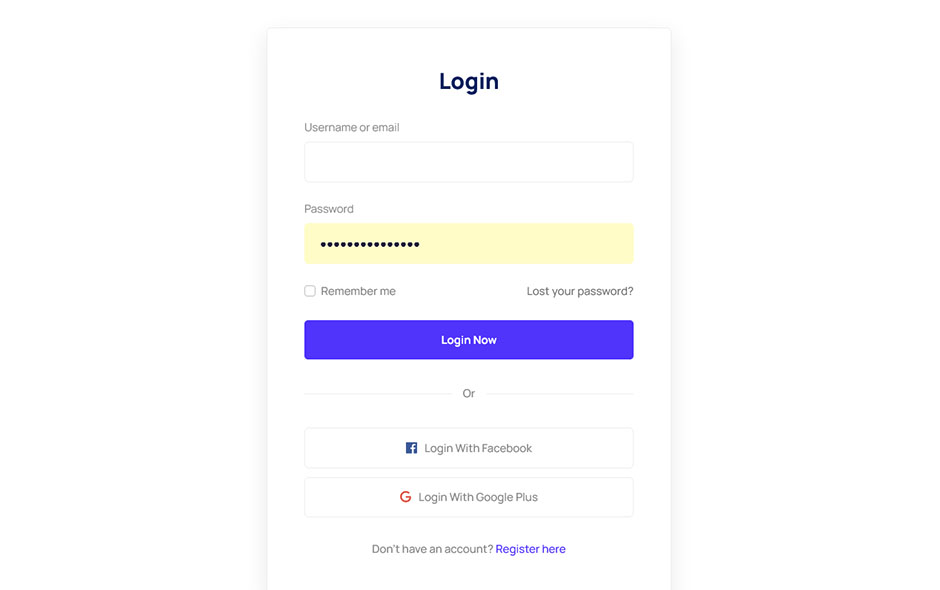 Login
Username or email
Password
•••••••••••••••
Remember me
Lost your password?
Login Now
Or
Login With Facebook
Login With Google Plus
Don't have an account? Register here